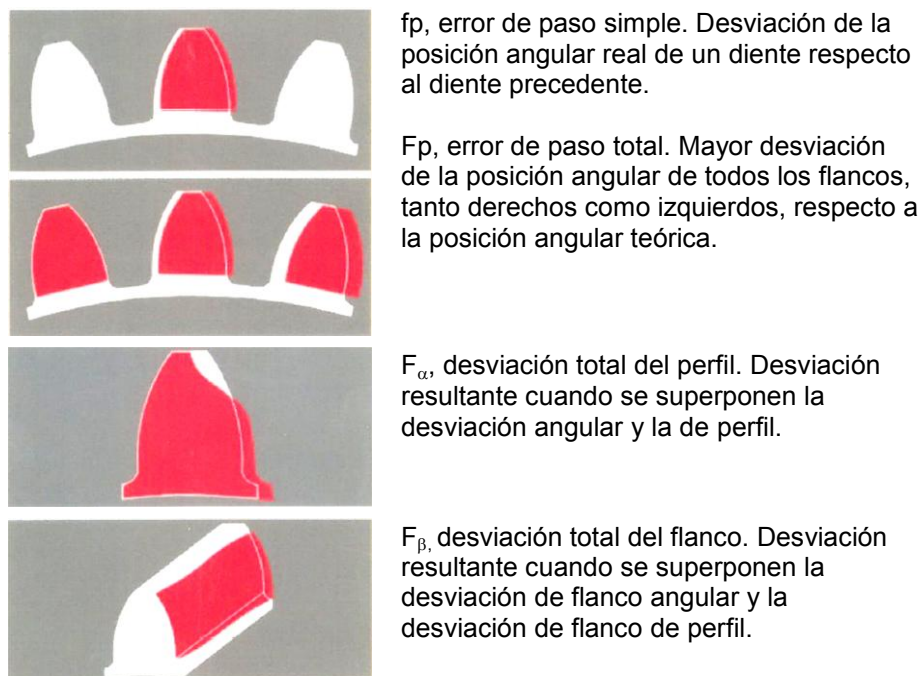 fp, error de paso simple. Desviación de la
posición angular real de un diente respecto
al diente precedente.
Fp, error de paso total. Mayor desviación
de la posición angular de todos los flancos,
tanto derechos como izquierdos, respecto a
la posición angular teórica.
Fα, desviación total del perfil. Desviación
resultante cuando se superponen la
desviación angular y la de perfil.
Fβ, desviación total del flanco. Desviación
resultante cuando se superponen la
desviación de flanco angular y la
desviación de flanco de perfil.